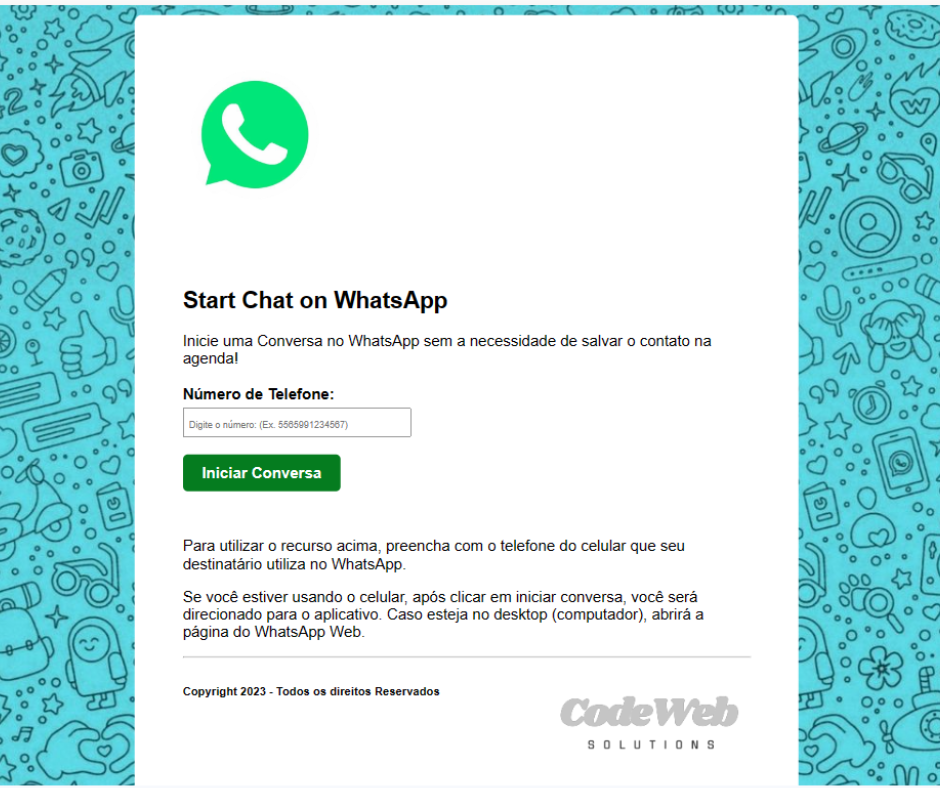 Start Chat on WhatsApp
Inicie uma Conversa no WhatsApp sem a necessidade de salvar o contato na
agenda!
Número de Telefone:
Digite o número: (Ex. 5565991234567)
Iniciar Conversa
Para utilizar o recurso acima, preencha com o telefone do celular que seu
destinatário utiliza no WhatsApp.
Se você estiver usando o celular, após clicar em iniciar conversa, você será
direcionado para o aplicativo. Caso esteja no desktop (computador), abrirá a
página do WhatsApp Web.
Copyright 2023 - Todos os direitos Reservados
CodeWeb
SOLUTIONS